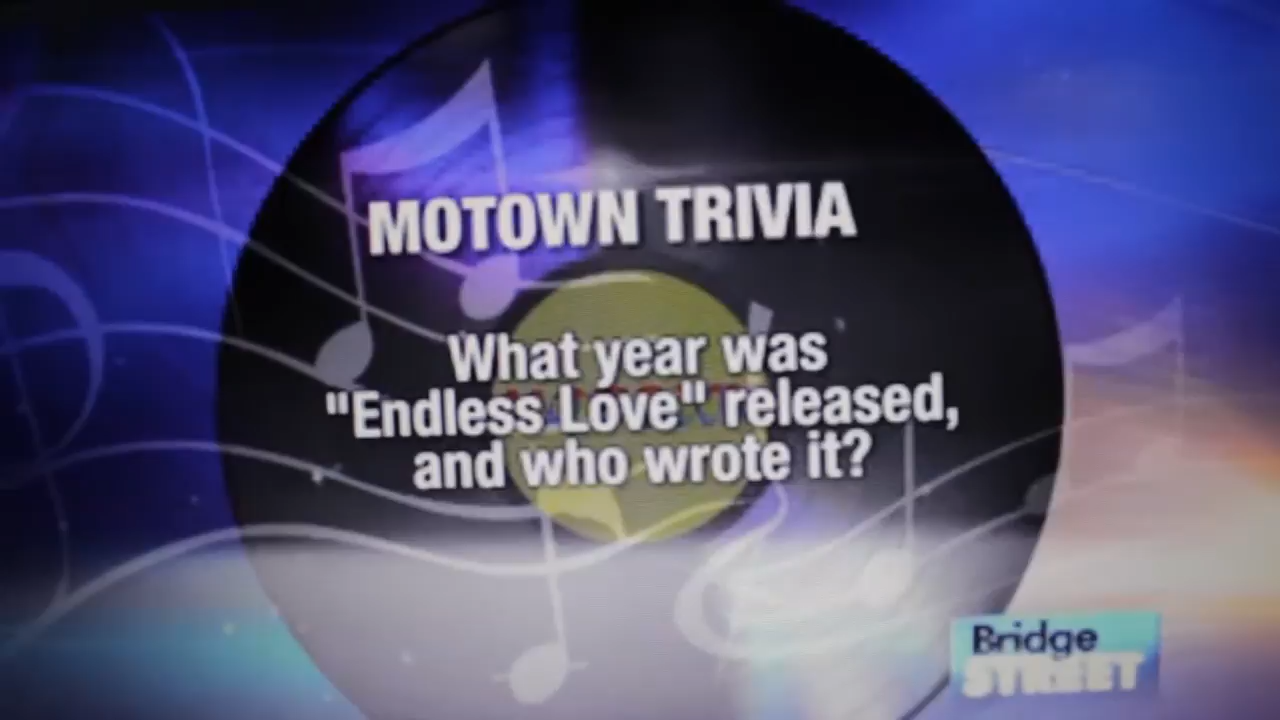 MOTOWN TRIVIA
What year was
"Endless Love" released,
and who wrote it?
Bridge
STREET